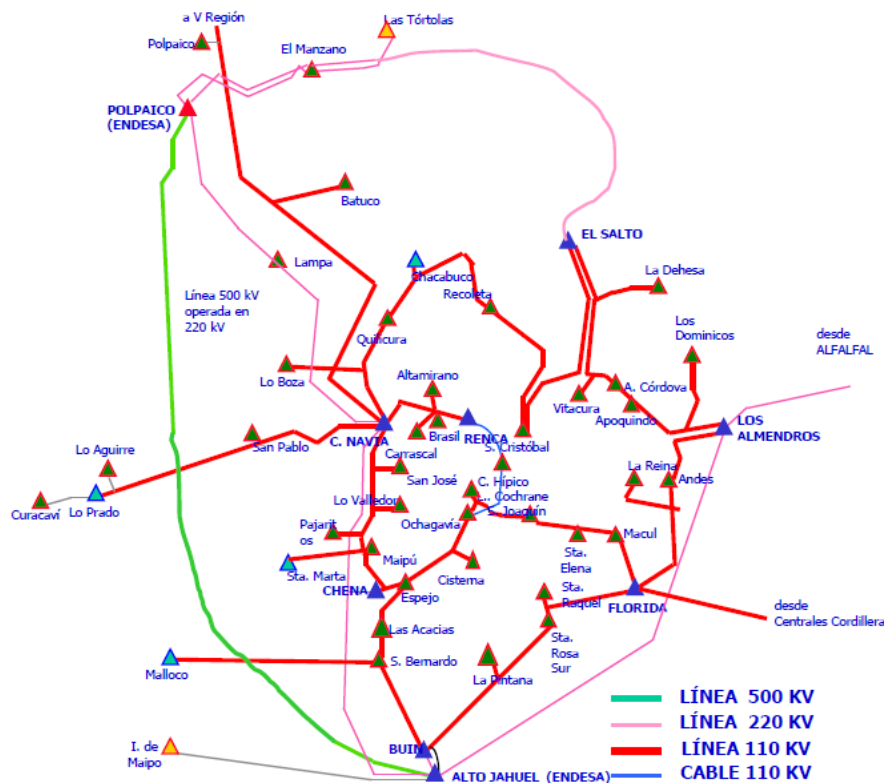 a V Región
Las Tórtolas
Polpaico
El Manzano
POLPAICO
(ENDESA)
Batuco
EL SALTO
Lampa
Chacabuco
La Dehesa
Recoleta
Línea 500 kV
operada en
220 kV
Los
Dominicos
desde
ALFALFAL
Quilicura
Lo Boza
Altamirano
Vitacura
A. Córdova
Apoquindo
LOS
ALMENDROS
Brasil
RENCA
S. Cristóbal
C. NAVIA
Carrascal
San Pablo
Lo Aguirre
San José
C. Hípico
L.. Cochrane
S. Joaquín
La Reina
Andes
Curacaví
Lo Prado
Lo Valledor
Ochagavía
Pajarit
os
Macul
Sta.
Elena
Maipú
Sta. Marta
Cisterna
CHENA
Espejo
Sta.
Raquel
FLORIDA
desde
Centrales Cordillera
Las Acacias
Sta.
Rosa
Sur
Malloco
S. Bernardo
La Pintana
LÍNEA 500 KV
LÍNEA 220 KV
LÍNEA 110 KV
CABLE 110 KV
I. de
Maipo
BUIN
ALTO JAHUEL (ENDESA)